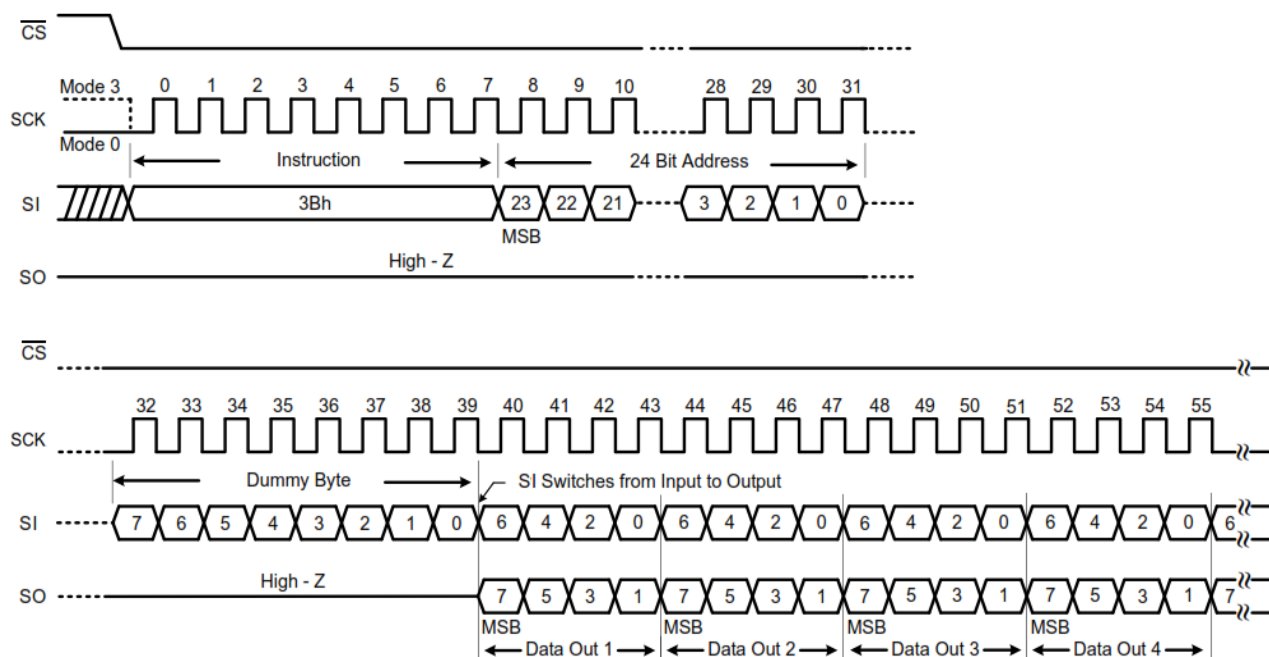 CS
Mode 3 0 1 2 3 4 5 6 7 8 9 10 28 29 30 31
SCK
Mode 0
Instruction 24 Bit Address
SI 3Bh 23 22 21 3 2 1 0
MSB
High - Z
SO
CS
32 33 34 35 36 37 38 39 40 41 42 43 44 45 46 47 48 49 50 51 52 53 54 55
SCK
Dummy Byte SI Switches from Input to Output
SI 7 6 5 4 3 2 1 0 6 4 2 0 6 4 2 0 6 4 2 0 6 4 2 0 6
High - Z
SO 7 5 3 1 7 5 3 1 7 5 3 1 7 5 3 1 7
MSB MSB MSB MSB
Data Out 1 Data Out 2 Data Out 3 Data Out 4